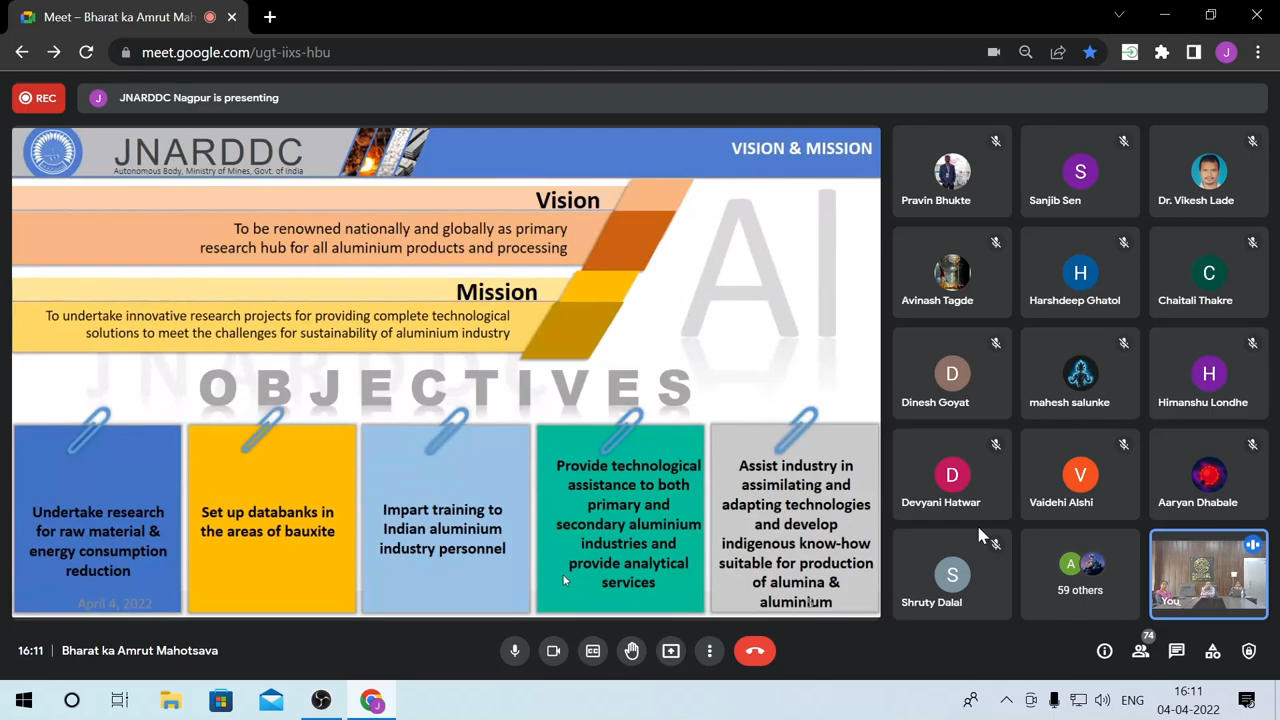 Meet – Bharat ka Amrut Mah
meet.google.com/ugt-iixs-hbu
J
REC
J
JNARDDC Nagpur is presenting
JNARDDC
Autonomous Body, Ministry of Mines, Govt. of India
VISION & MISSION
Vision
To be renowned nationally and globally as primary
research hub for all aluminium products and processing
Mission
To undertake innovative research projects for providing complete technological
solutions to meet the challenges for sustainability of aluminium industry
Al
JNARDDC
OBJECTIVES
Undertake research
for raw material &
energy consumption
reduction
April 4, 2022
Set up databanks in
the areas of bauxite
Impart training to
Indian aluminium
industry personnel
Provide technological
assistance to both
primary and
secondary aluminium
industries and
provide analytical
services
Assist industry in
assimilating and
adapting technologies
and develop
indigenous know-how
suitable for production
of alumina &
aluminium
Pravin Bhukte
S
Sanjib Sen
Dr. Vikesh Lade
Avinash Tagde
H
Harshdeep Ghatol
C
Chaitali Thakre
D
Dinesh Goyat
mahesh salunke
H
Himanshu Londhe
D
Devyani Hatwar
V
Vaidehi Alshi
Aaryan Dhabale
S
Shruty Dalal
A
59 others
You
16:11 | Bharat ka Amrut Mahotsava
CC
74
J
ENG
16:11
04-04-2022